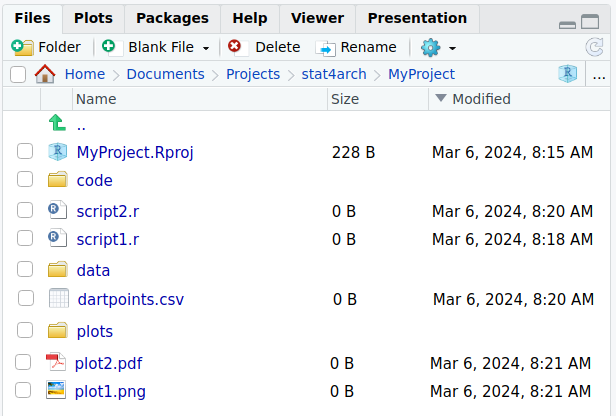 Files Plots Packages Help Viewer Presentation
Folder Blank File Delete Rename
Home Documents Projects stat4arch MyProject ...
Name Size Modified
..
MyProject.Rproj 228 B Mar 6, 2024, 8:15 AM
code
script2.r 0 B Mar 6, 2024, 8:20 AM
script1.r 0 B Mar 6, 2024, 8:18 AM
data
dartpoints.csv 0 B Mar 6, 2024, 8:20 AM
plots
plot2.pdf 0 B Mar 6, 2024, 8:21 AM
plot1.png 0 B Mar 6, 2024, 8:21 AM